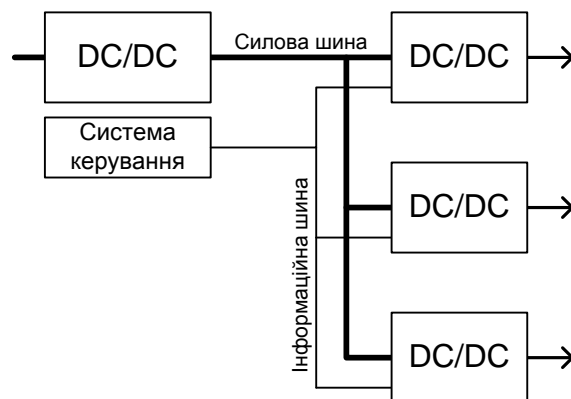 DC/DC
Силова шина
DC/DC
Система
керування
DC/DC
Інформаційна шина
DC/DC